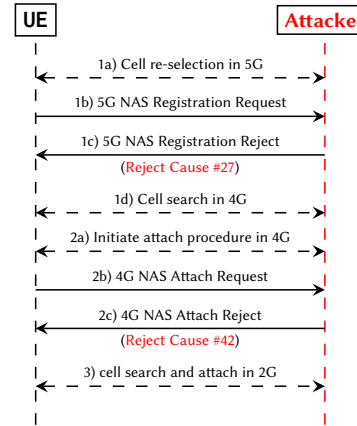 UE
Attacke
1a) Cell re-selection in 5G
1b) 5G NAS Registration Request
1c) 5G NAS Registration Reject
(Reject Cause #27)
1d) Cell search in 4G
2a) Initiate attach procedure in 4G
2b) 4G NAS Attach Request
2c) 4G NAS Attach Reject
(Reject Cause #42)
3) cell search and attach in 2G